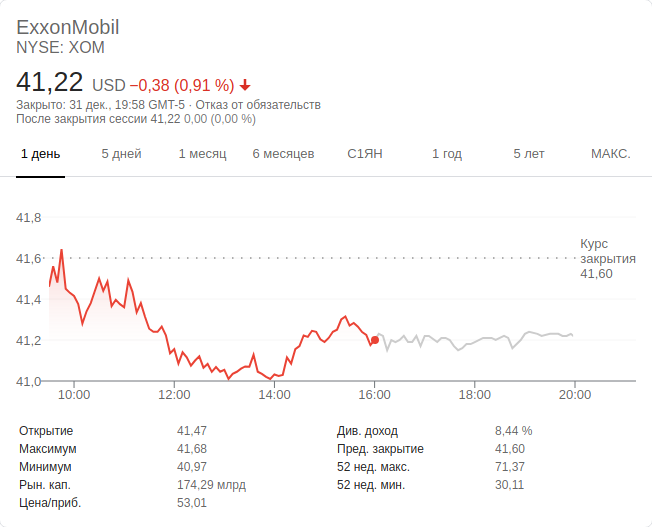 ExxonMobil
NYSE: XOM
41,22 USD −0,38 (0,91 %)
Закрыто: 31 дек., 19:58 GMT-5 · Отказ от обязательств
После закрытия сессии 41,22 0,00 (0,00 %)
1 день 5 дней 1 месяц 6 месяцев С1ЯН 1 год 5 лет МАКС.
41,8
41,6
41,4
41,2
41,0
Курс
закрытия
41,60
10:00 12:00 14:00 16:00 18:00 20:00
Открытие 41,47 Див. доход 8,44 %
Максимум 41,68 Пред. закрытие 41,60
Минимум 40,97 52 нед. макс. 71,37
Рын. кап. 174,29 млрд 52 нед. мин. 30,11
Цена/приб. 53,01